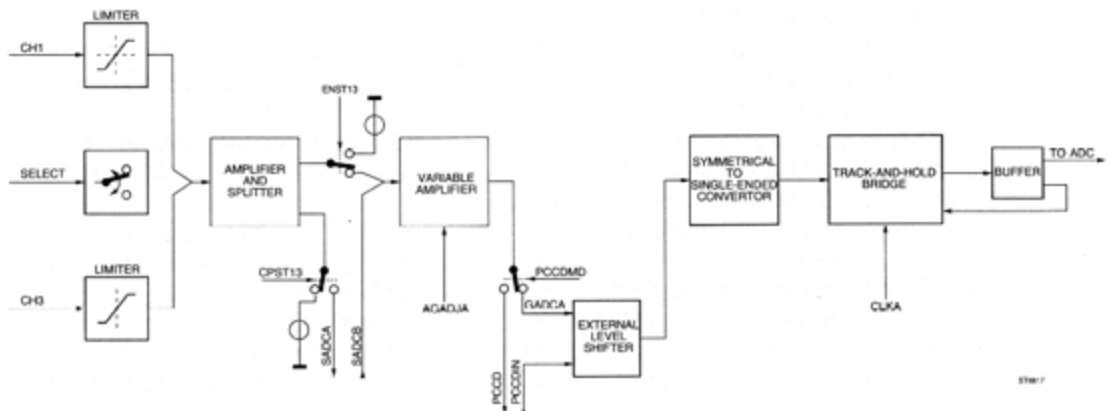 LIMITER
CH1
SELECT
LIMITER
CH3
AMPLIFIER
AND
SPLITTER
ENST13
CPST13
SADCA
SADCB
VARIABLE
AMPLIFIER
AGADJA
PCCDMD
GADCA
PCCD
PCCDIN
EXTERNAL
LEVEL
SHIFTER
SYMMETRICAL
TO
SINGLE-ENDED
CONVERTOR
TRACK-AND-HOLD
BRIDGE
CLKA
BUFFER
TO ADC